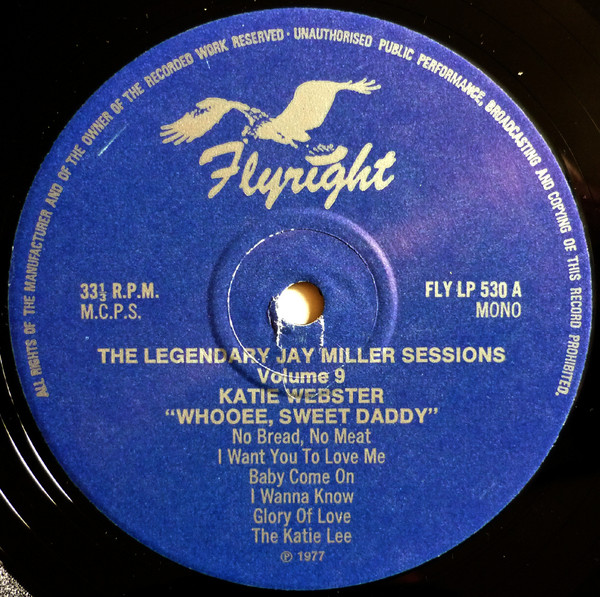 ALL RIGHTS OF THE MANUFACTURER AND OF THE OWNER OF THE RECORDED WORK RESERVED · UNAUTHORISED PUBLIC PERFORMANCE, BROADCASTING AND COPYING OF THIS RECORD PROHIBITED.
Flyright
33⅓ R.P.M.
M.C.P.S.
FLY LP 530 A
MONO
THE LEGENDARY JAY MILLER SESSIONS
Volume 9
KATIE WEBSTER
“WHOOEE, SWEET DADDY”
No Bread, No Meat
I Want You To Love Me
Baby Come On
I Wanna Know
Glory Of Love
The Katie Lee
℗ 1977